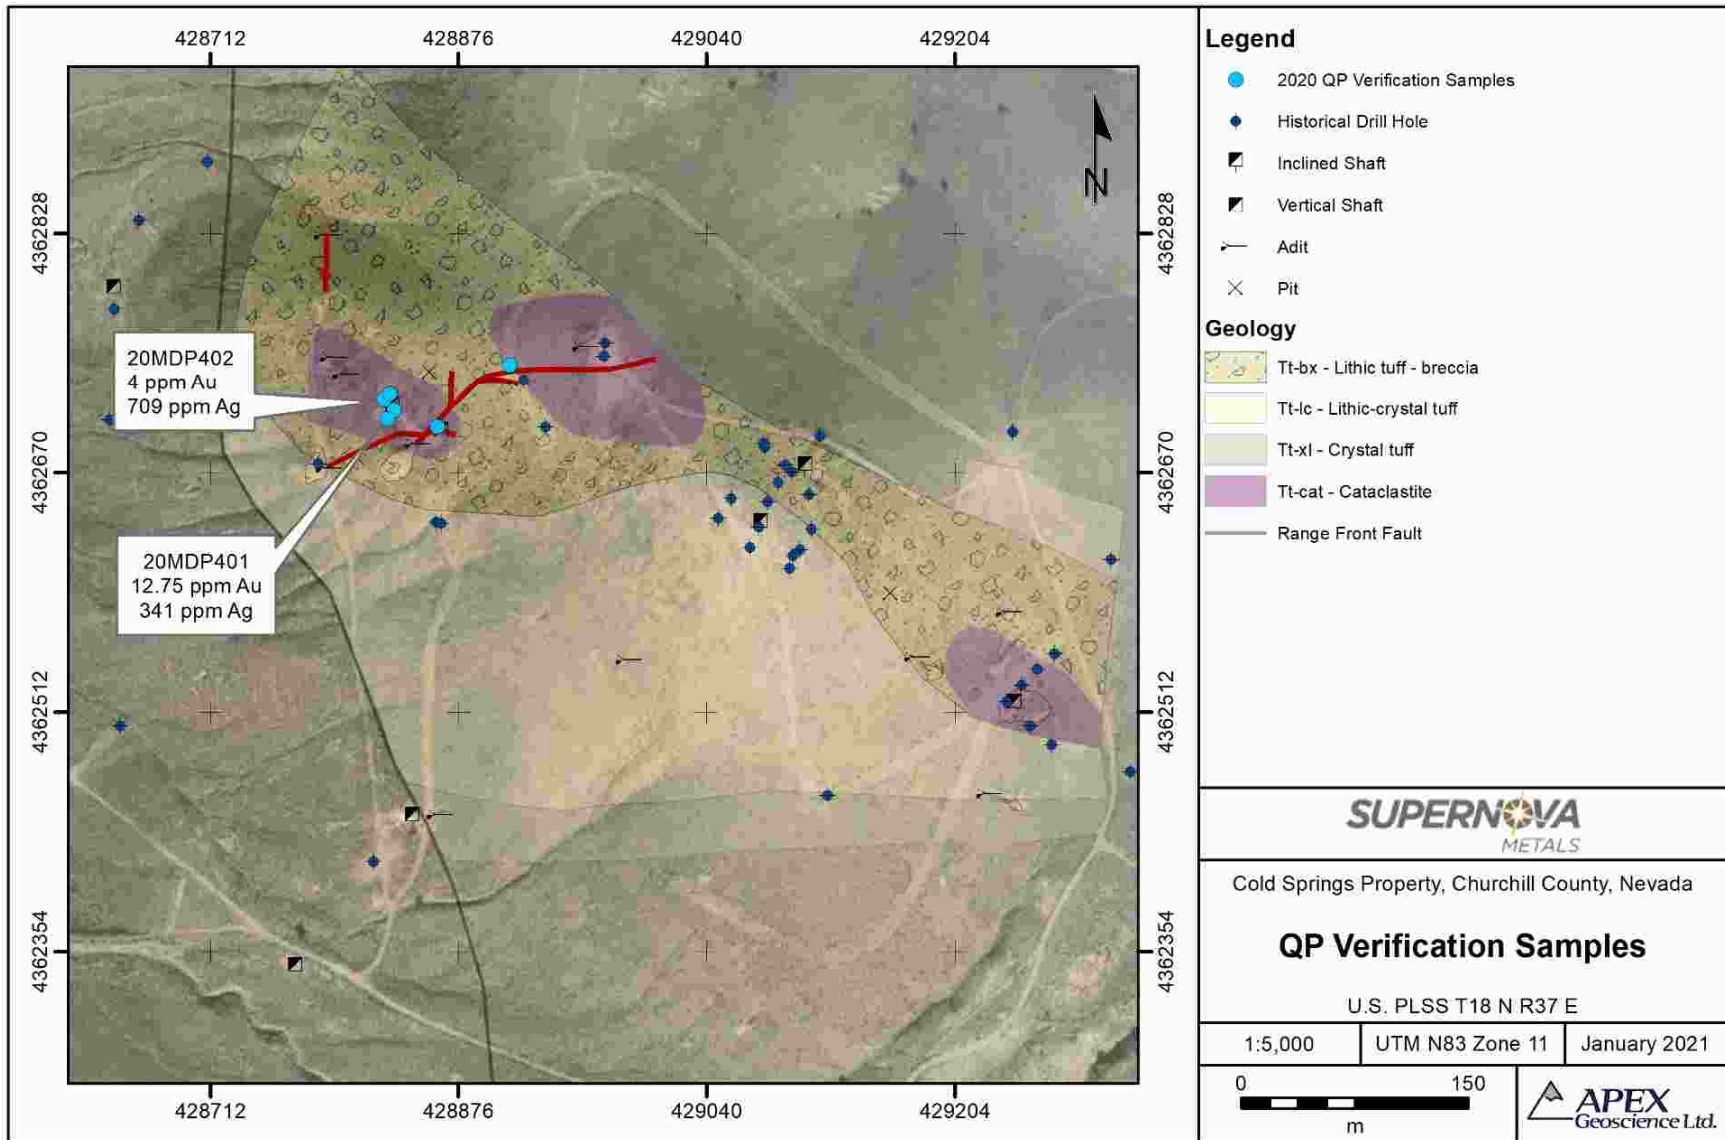 428712
428876
429040
429204
4362828
4362670
4362512
4362354
4362828
4362670
4362512
4362354
N
20MDP402
4 ppm Au
709 ppm Ag
20MDP401
12.75 ppm Au
341 ppm Ag
428712
428876
429040
429204
Legend
2020 QP Verification Samples
Historical Drill Hole
Inclined Shaft
Vertical Shaft
Adit
Pit
Geology
Tt-bx - Lithic tuff - breccia
Tt-lc - Lithic-crystal tuff
Tt-xl - Crystal tuff
Tt-cat - Cataclastite
Range Front Fault
SUPERNOVA
METALS
Cold Springs Property, Churchill County, Nevada
QP Verification Samples
U.S. PLSS T18 N R37 E
1:5,000
UTM N83 Zone 11
January 2021
0 150
m
APEX
Geoscience Ltd.